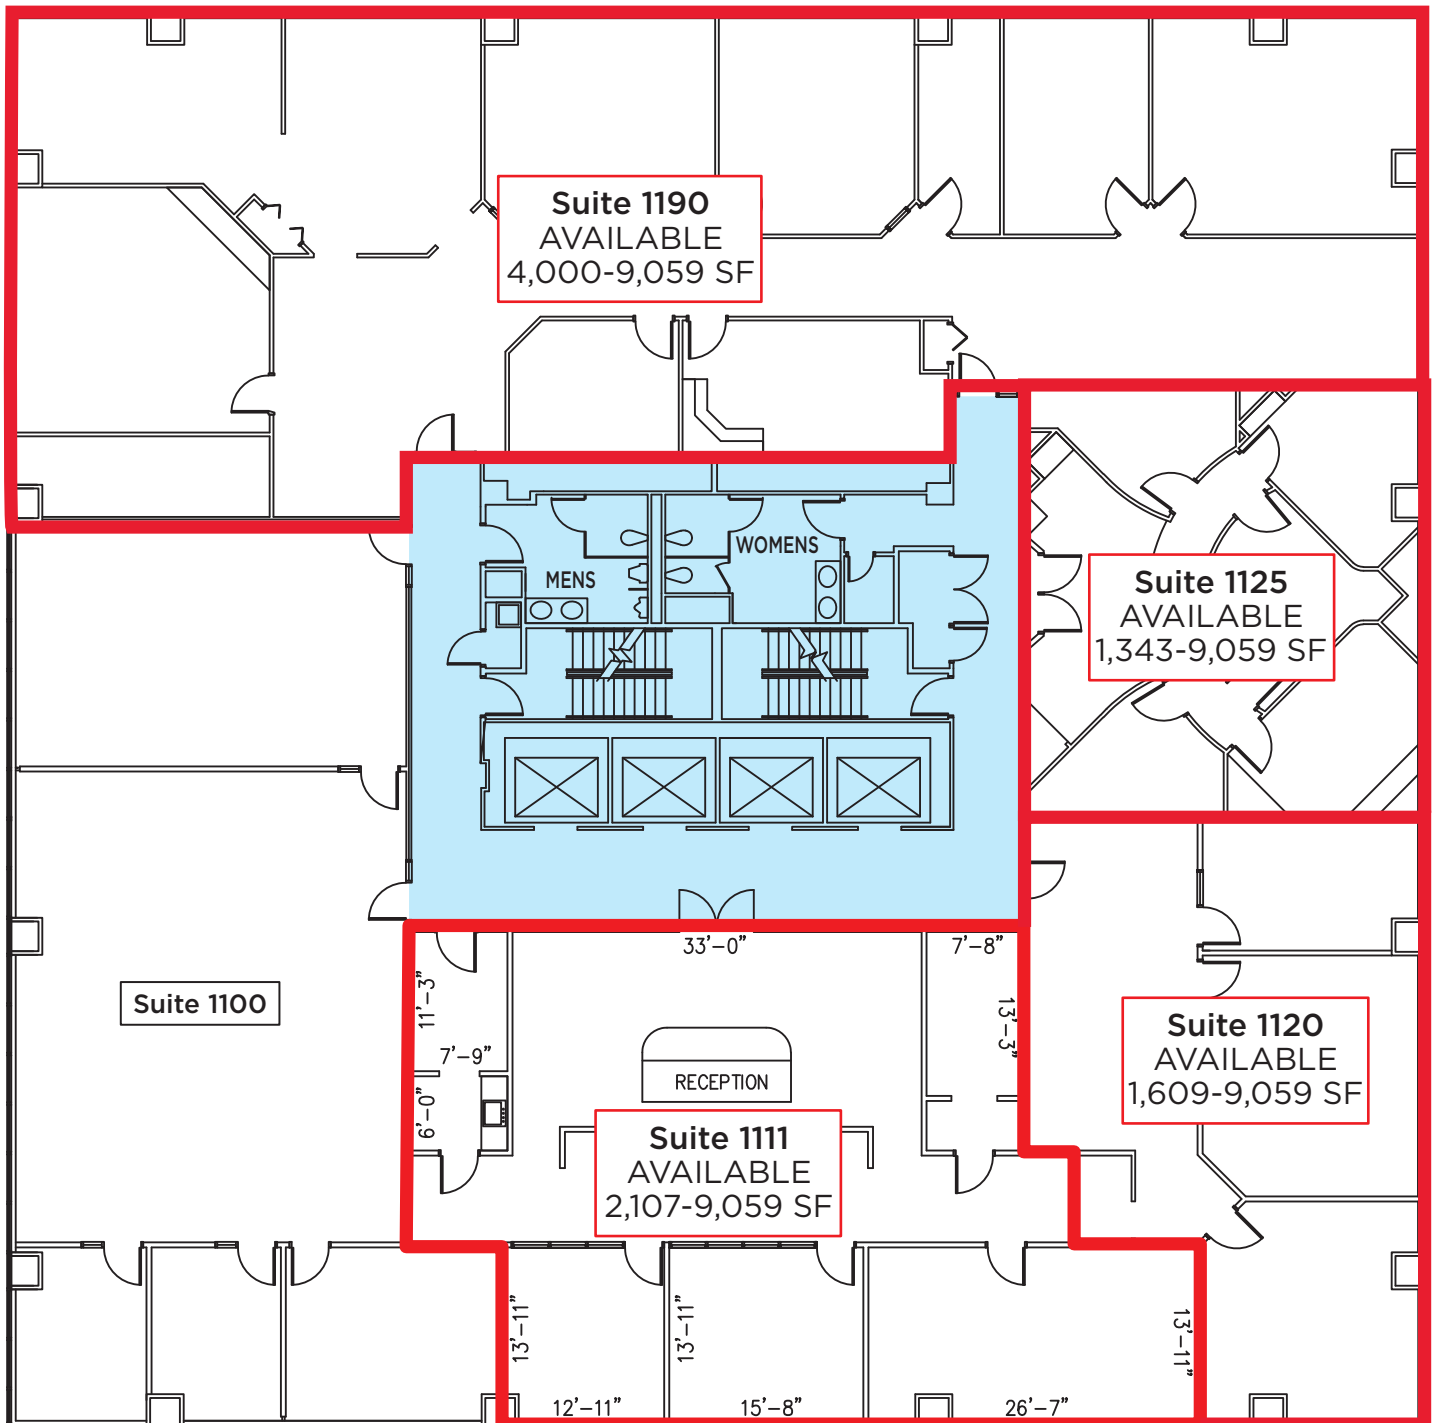 Suite 1190
AVAILABLE
4,000-9,059 SF
WOMENS
MENS
Suite 1125
AVAILABLE
1,343-9,059 SF
33'-0"
7'-8"
11'-3"
13'-3"
Suite 1100
7'-9"
RECEPTION
6'-0"
Suite 1120
AVAILABLE
1,609-9,059 SF
Suite 1111
AVAILABLE
2,107-9,059 SF
13'-11"
13'-11"
13'-11"
12'-11"
15'-8"
26'-7"